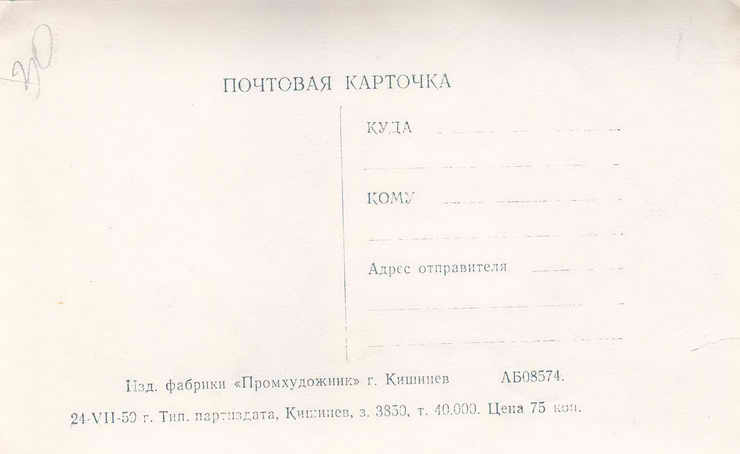 30
ПОЧТОВАЯ КАРТОЧКА
КУДА
КОМУ
Адрес отправителя
Изд. фабрики «Промхудожник» г. Кишинев АБ08574.
24-VII-59 г. Тип. партиздата, Кишинев, з. 3850, т. 40.000. Цена 75 коп.